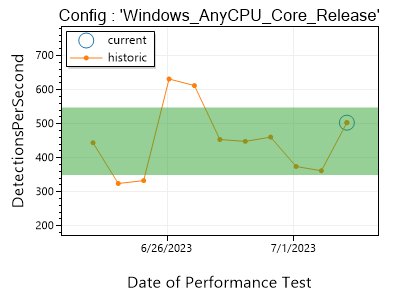 Config : 'Windows_AnyCPU_Core_Release'
current
historic
DetectionsPerSecond
700
600
500
400
300
200
6/26/2023
7/1/2023
Date of Performance Test